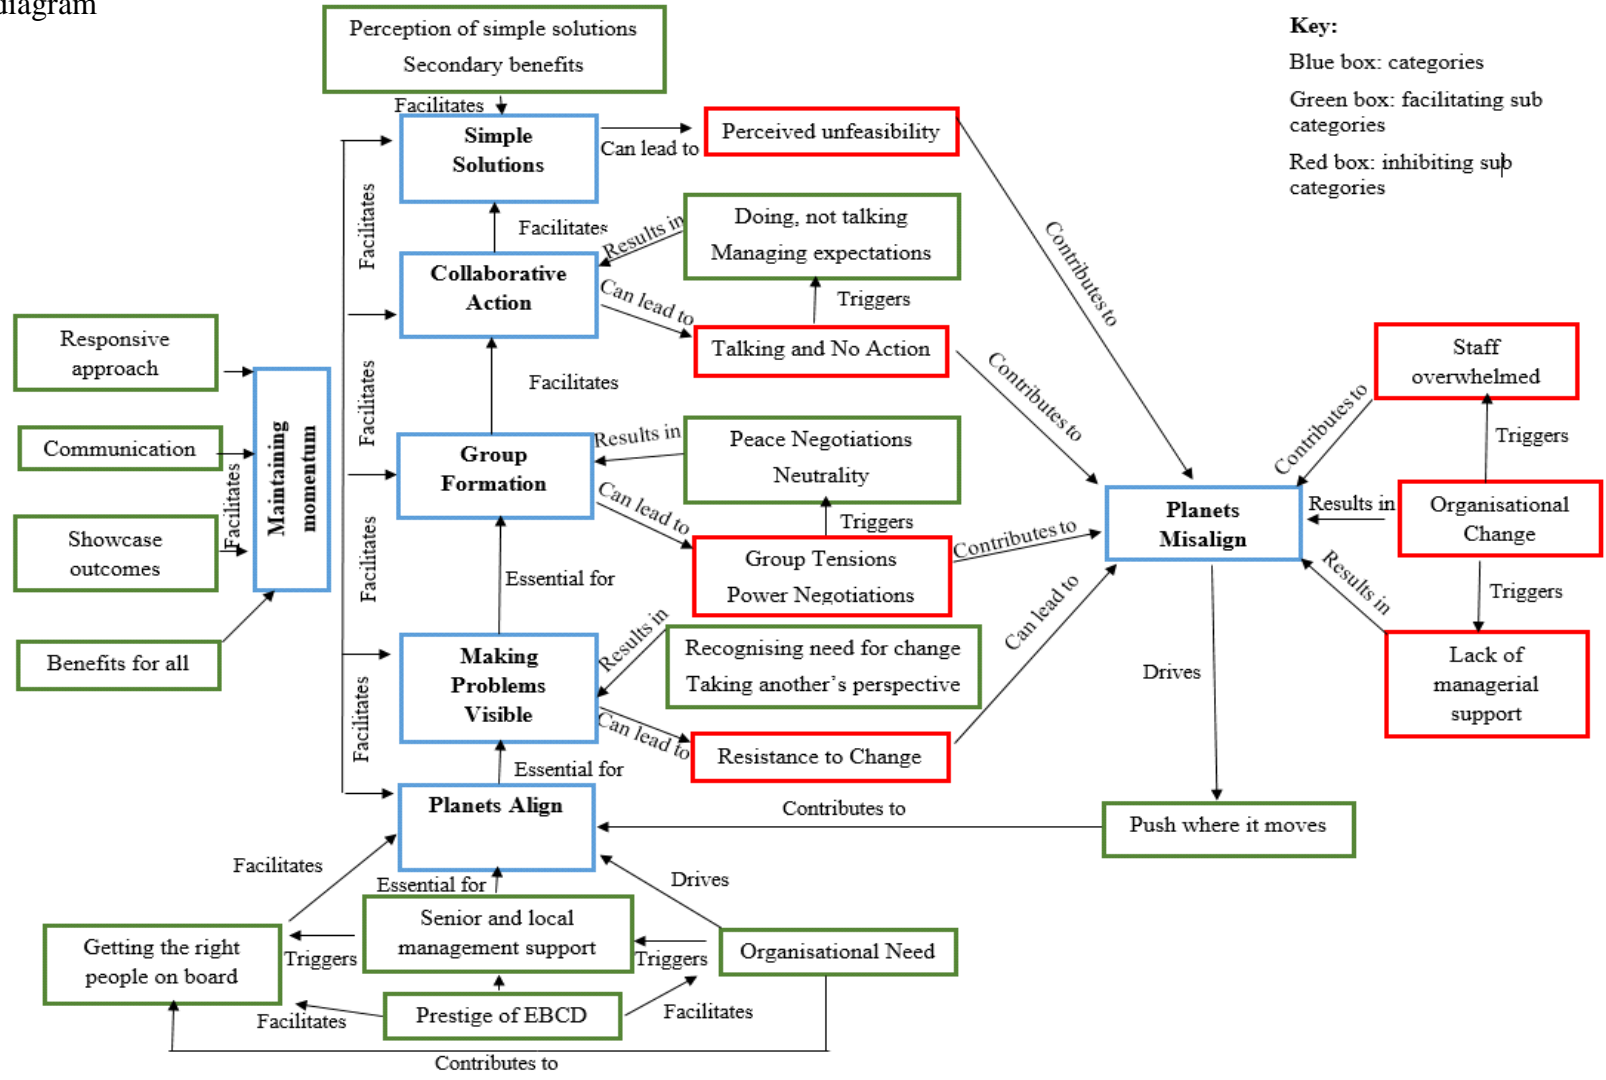 diagram
Perception of simple solutions
Secondary benefits
Key:
Blue box: categories
Green box: facilitating sub
categories
Red box: inhibiting sub
categories
Facilitates
Simple
Solutions
Can lead to
Perceived unfeasibility
Facilitates
Facilitates
Results in
Doing, not talking
Managing expectations
Contributes to
Collaborative
Action
Can lead to
Triggers
Talking and No Action
Contributes to
Responsive
approach
Staff
overwhelmed
Facilitates
Facilitates
Contributes to
Triggers
Communication
Maintaining
momentum
Facilitates
Group
Formation
Results in
Peace Negotiations
Neutrality
Can lead to
Triggers
Planets
Misalign
Results in
Organisational
Change
Showcase
outcomes
Facilitates
Essential for
Group Tensions
Power Negotiations
Contributes to
Can lead to
Results in
Triggers
Benefits for all
Making
Problems
Visible
Results in
Recognising need for change
Taking another’s perspective
Lack of
managerial
support
Facilitates
Can lead to
Resistance to Change
Drives
Essential for
Planets Align
Contributes to
Push where it moves
Facilitates
Essential for
Drives
Getting the right
people on board
Triggers
Senior and local
management support
Triggers
Organisational Need
Facilitates
Prestige of EBCD
Facilitates
Contributes to